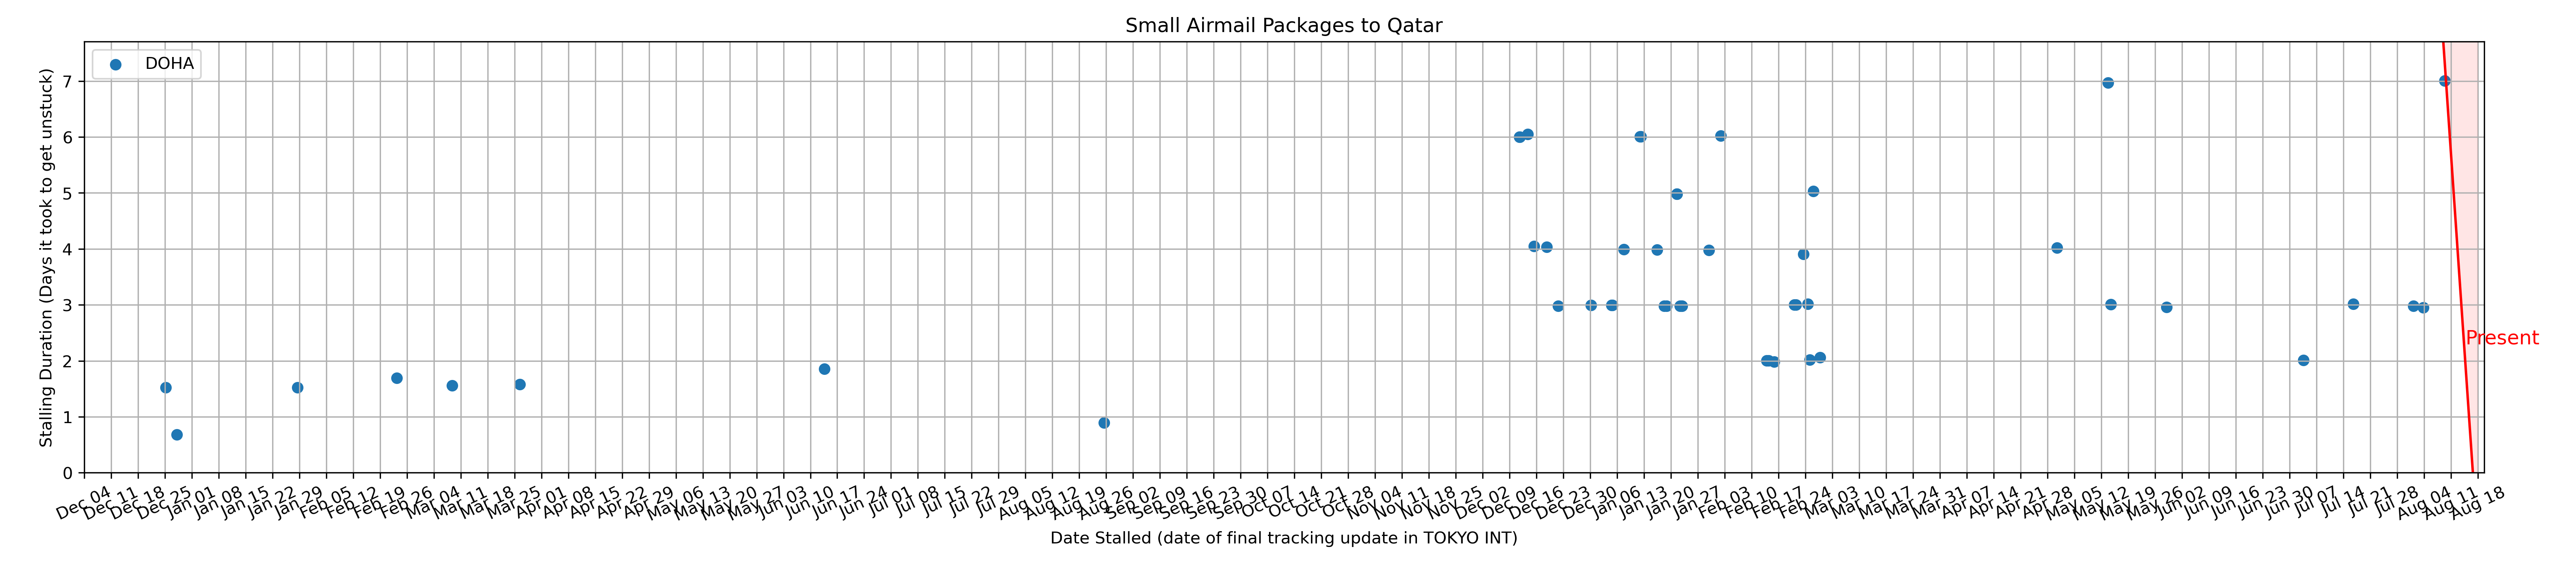 Small Airmail Packages to Qatar
DOHA
Stalling Duration (Days it took to get unstuck)
7
6
5
4
3
2
1
0
Present
Dec 04
Dec 11
Dec 18
Dec 25
Jan 01
Jan 08
Jan 15
Jan 22
Jan 29
Feb 05
Feb 12
Feb 19
Feb 26
Mar 04
Mar 11
Mar 18
Mar 25
Apr 01
Apr 08
Apr 15
Apr 22
Apr 29
May 06
May 13
May 20
May 27
Jun 03
Jun 10
Jun 17
Jun 24
Jul 01
Jul 08
Jul 15
Jul 22
Jul 29
Aug 05
Aug 12
Aug 19
Aug 26
Sep 02
Sep 09
Sep 16
Sep 23
Sep 30
Oct 07
Oct 14
Oct 21
Oct 28
Nov 04
Nov 11
Nov 18
Nov 25
Dec 02
Dec 09
Dec 16
Dec 23
Dec 30
Jan 06
Jan 13
Jan 20
Jan 27
Feb 03
Feb 10
Feb 17
Feb 24
Mar 03
Mar 10
Mar 17
Mar 24
Mar 31
Apr 07
Apr 14
Apr 21
Apr 28
May 05
May 12
May 19
May 26
Jun 02
Jun 09
Jun 16
Jun 23
Jun 30
Jul 07
Jul 14
Jul 21
Jul 28
Aug 04
Aug 11
Aug 18
Date Stalled (date of final tracking update in TOKYO INT)